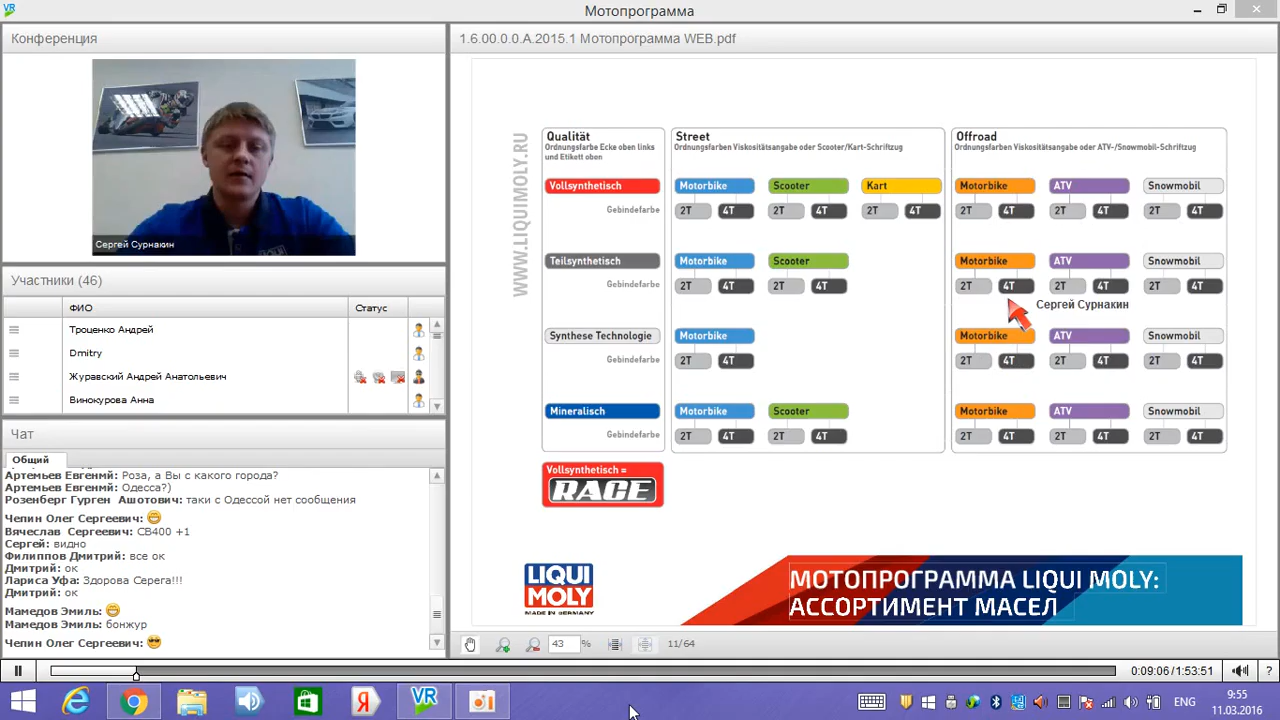 VR
Мотопрограмма
Конференция
Сергей Сурнакин
Участники (46)
ФИО Статус
Троценко Андрей
Dmitry
Журавский Андрей Анатольевич
Винокурова Анна
Чат
Общий
Артемьев Евгенмй: Роза, а Вы с какого города?
Артемьев Евгенмй: Одесса?)
Розенберг Гурген Ашотович: таки с Одессой нет сообщения
Чепин Олег Сергеевич:
Вячеслав Сергеевич: СВ400 +1
Сергей: видно
Филиппов Дмитрий: все ок
Дмитрий: ок
Лариса Уфа: Здорова Серега!!!
Дмитрий: ок
Мамедов Эмиль:
Мамедов Эмиль: бонжур
Чепин Олег Сергеевич:
1.6.00.0.0.A.2015.1 Мотопрограмма WEB.pdf
WWW.LIQUIMOLY.RU
Qualität
Ordnungsfarbe Ecke oben links
und Etikett oben
Street
Ordnungsfarben Viskositätsangabe oder Scooter/Kart-Schriftzug
Offroad
Ordnungsfarben Viskositätsangabe oder ATV-/Snowmobil-Schriftzug
Vollsynthetisch Motorbike Scooter Kart Motorbike ATV Snowmobil
Gebindefarbe 2T 4T 2T 4T 2T 4T 2T 4T 2T 4T 2T 4T
Teilsynthetisch Motorbike Scooter Motorbike ATV Snowmobil
Gebindefarbe 2T 4T 2T 4T 2T 4T 2T 4T 2T 4T
Сергей Сурнакин
Synthese Technologie Motorbike Motorbike ATV Snowmobil
Gebindefarbe 2T 4T 2T 4T 2T 4T 2T 4T
Mineralisch Motorbike Scooter Motorbike ATV Snowmobil
Gebindefarbe 2T 4T 2T 4T 2T 4T 2T 4T 2T 4T
Vollsynthetisch =
RACE
LIQUI
MOLY
MADE IN GERMANY
МОТОПРОГРАММА LIQUI MOLY:
АССОРТИМЕНТ МАСЕЛ
43 % 11/64
0:09:06/1:53:51 ?
Я VR ENG
9:55
11.03.2016